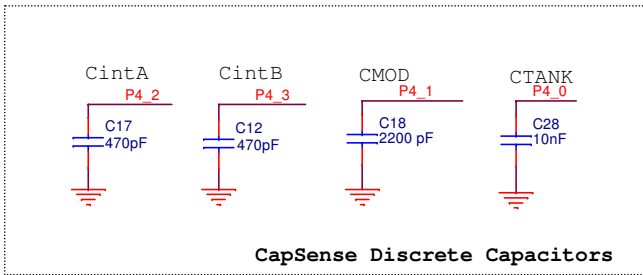 CintA CintB CMOD CTANK
P4_2 P4_3 P4_1 P4_0
C17 C12 C18 C28
470pF 470pF 2200 pF 10nF
CapSense Discrete Capacitors